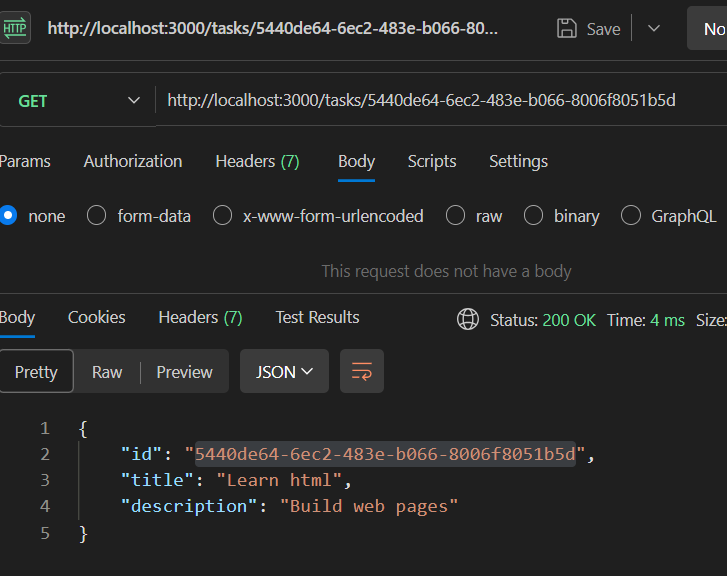 HTTP http://localhost:3000/tasks/5440de64-6ec2-483e-b066-80... Save No
GET http://localhost:3000/tasks/5440de64-6ec2-483e-b066-8006f8051b5d
Params Authorization Headers (7) Body Scripts Settings
none form-data x-www-form-urlencoded raw binary GraphQL
This request does not have a body
Body Cookies Headers (7) Test Results Status: 200 OK Time: 4 ms Size:
Pretty Raw Preview JSON
1 {
2 "id": "5440de64-6ec2-483e-b066-8006f8051b5d",
3 "title": "Learn html",
4 "description": "Build web pages"
5 }